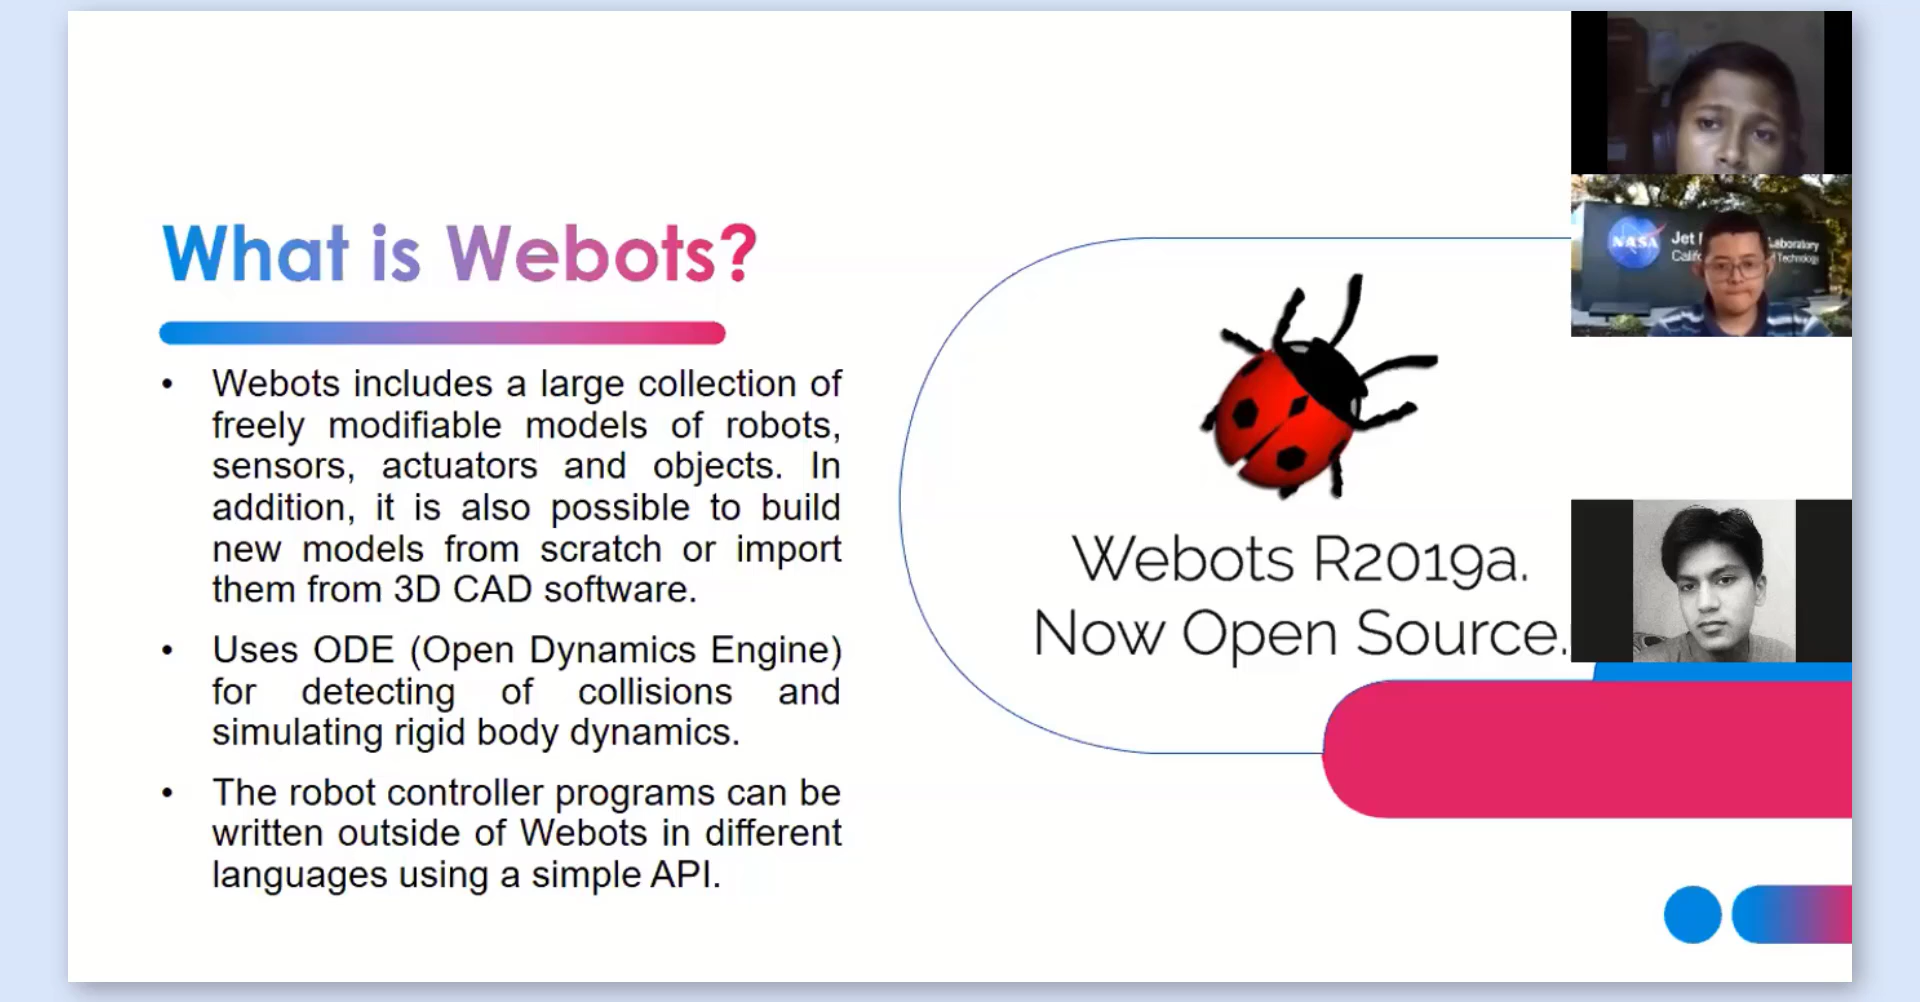 What is Webots?
• Webots includes a large collection of
freely modifiable models of robots,
sensors, actuators and objects. In
addition, it is also possible to build
new models from scratch or import
them from 3D CAD software.
• Uses ODE (Open Dynamics Engine)
for detecting of collisions and
simulating rigid body dynamics.
• The robot controller programs can be
written outside of Webots in different
languages using a simple API.
Webots R2019a.
Now Open Source.
NASA
Jet Laboratory
Technology